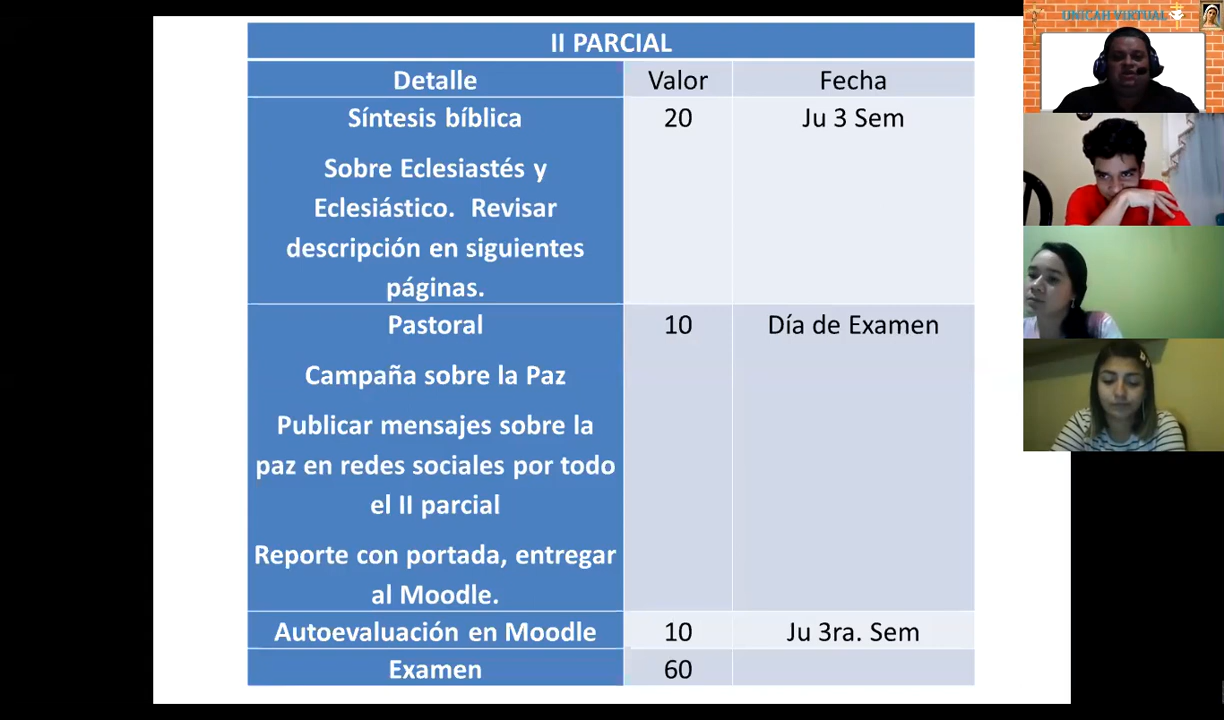 II PARCIAL
Detalle Valor Fecha
Síntesis bíblica 20 Ju 3 Sem
Sobre Eclesiastés y
Eclesiástico. Revisar
descripción en siguientes
páginas.
Pastoral 10 Día de Examen
Campaña sobre la Paz
Publicar mensajes sobre la
paz en redes sociales por todo
el II parcial
Reporte con portada, entregar
al Moodle.
Autoevaluación en Moodle 10 Ju 3ra. Sem
Examen 60
UNICAH VIRTUAL